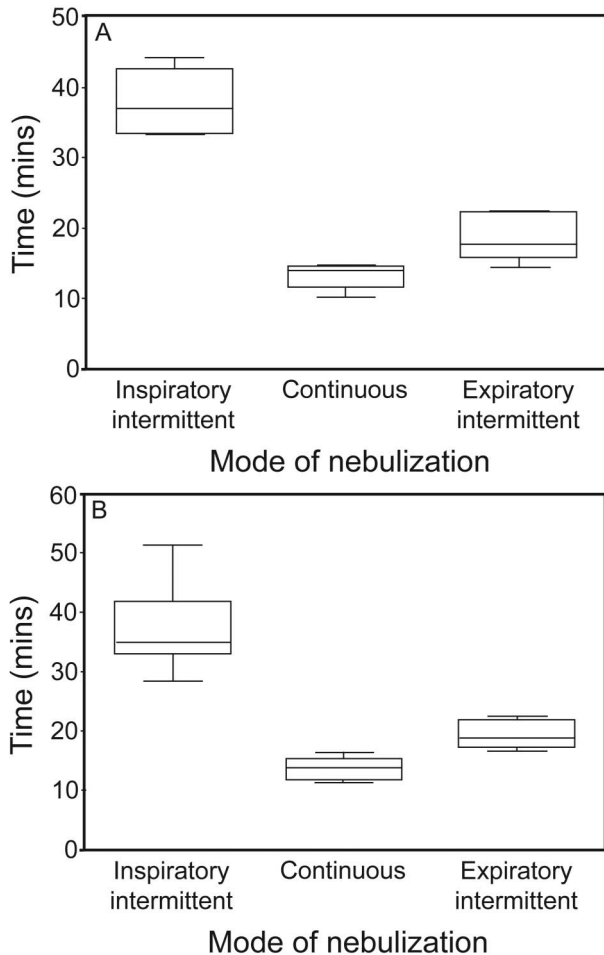 A
50
40
30
20
10
0
Time (mins)
Inspiratory
intermittent
Continuous
Expiratory
intermittent
Mode of nebulization
B
60
50
40
30
20
10
0
Time (mins)
Inspiratory
intermittent
Continuous
Expiratory
intermittent
Mode of nebulization